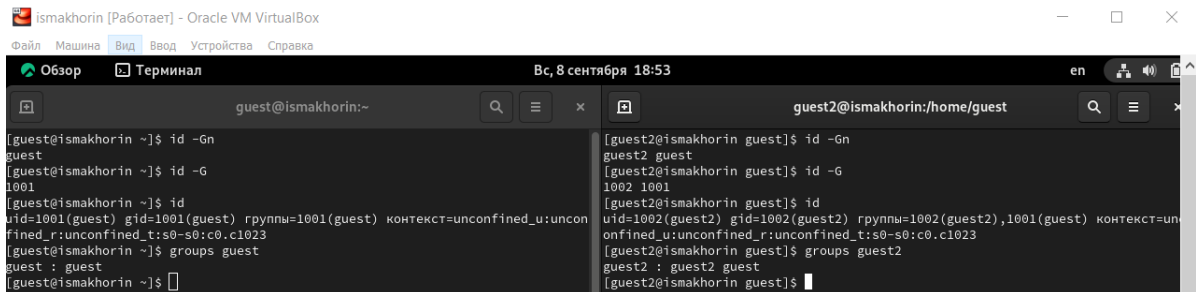 ismakhorin [Работает] - Oracle VM VirtualBox
Файл Машина Вид Ввод Устройства Справка
Обзор Терминал Вс, 8 сентября 18:53 en
guest@ismakhorin:~
[guest@ismakhorin ~]$ id -Gn
guest
[guest@ismakhorin ~]$ id -G
1001
[guest@ismakhorin ~]$ id
uid=1001(guest) gid=1001(guest) группы=1001(guest) контекст=unconfined_u:uncon
fined_r:unconfined_t:s0-s0:c0.c1023
[guest@ismakhorin ~]$ groups guest
guest : guest
[guest@ismakhorin ~]$
guest2@ismakhorin:/home/guest
[guest2@ismakhorin guest]$ id -Gn
guest2 guest
[guest2@ismakhorin guest]$ id -G
1002 1001
[guest2@ismakhorin guest]$ id
uid=1002(guest2) gid=1002(guest2) группы=1002(guest2),1001(guest) контекст=un
onfined_u:unconfined_r:unconfined_t:s0-s0:c0.c1023
[guest2@ismakhorin guest]$ groups guest2
guest2 : guest2 guest
[guest2@ismakhorin guest]$